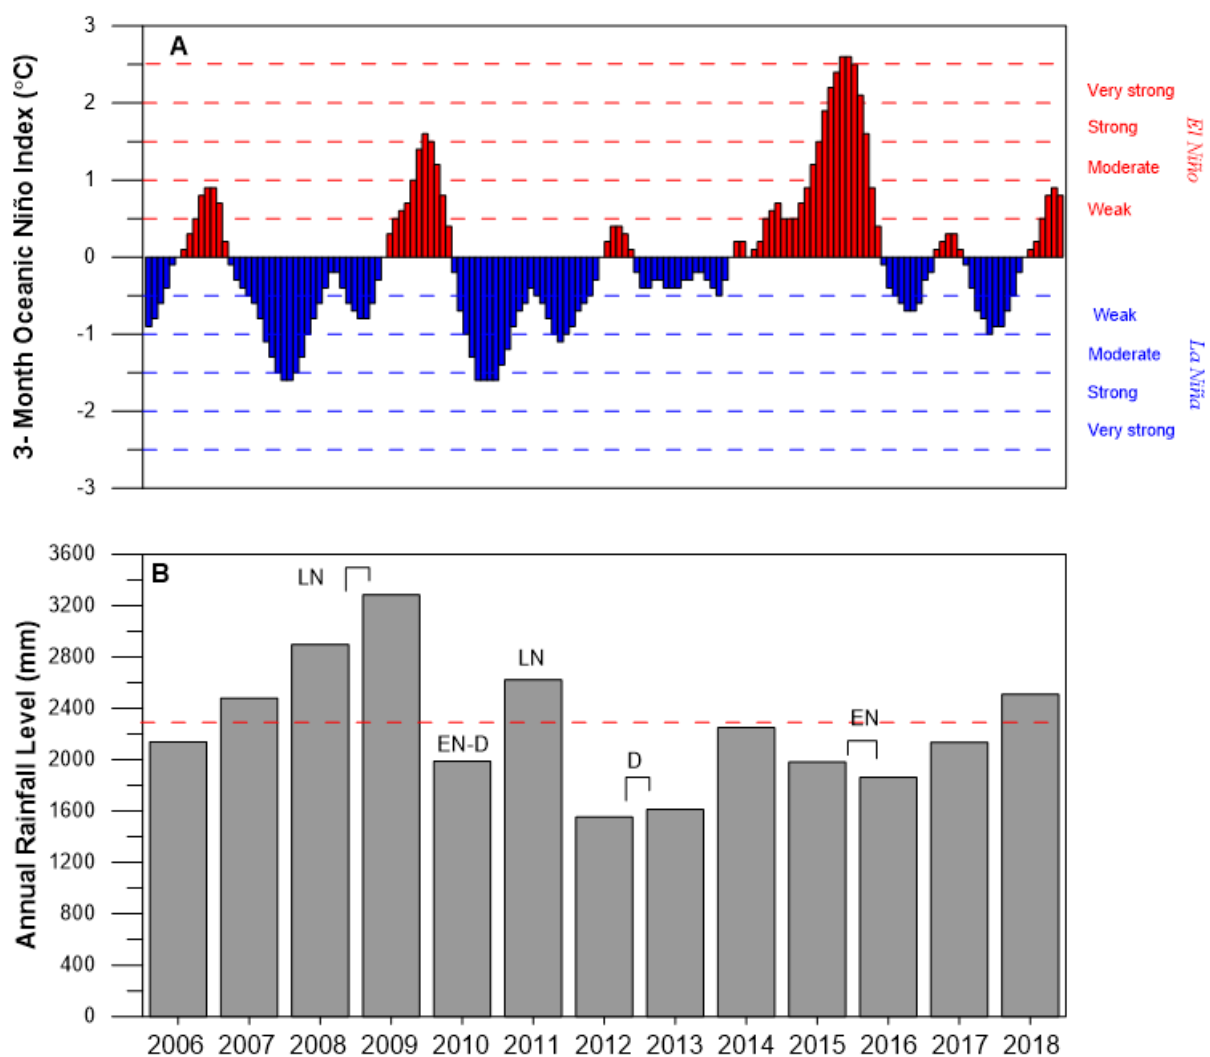 A
3- Month Oceanic Niño Index (°C)
3
2
1
0
-1
-2
-3
Very strong
Strong
Moderate
Weak
El Niño
Weak
Moderate
Strong
Very strong
La Niña
B
Annual Rainfall Level (mm)
3600
3200
2800
2400
2000
1600
1200
800
400
0
LN
EN-D
LN
D
EN
2006 2007 2008 2009 2010 2011 2012 2013 2014 2015 2016 2017 2018